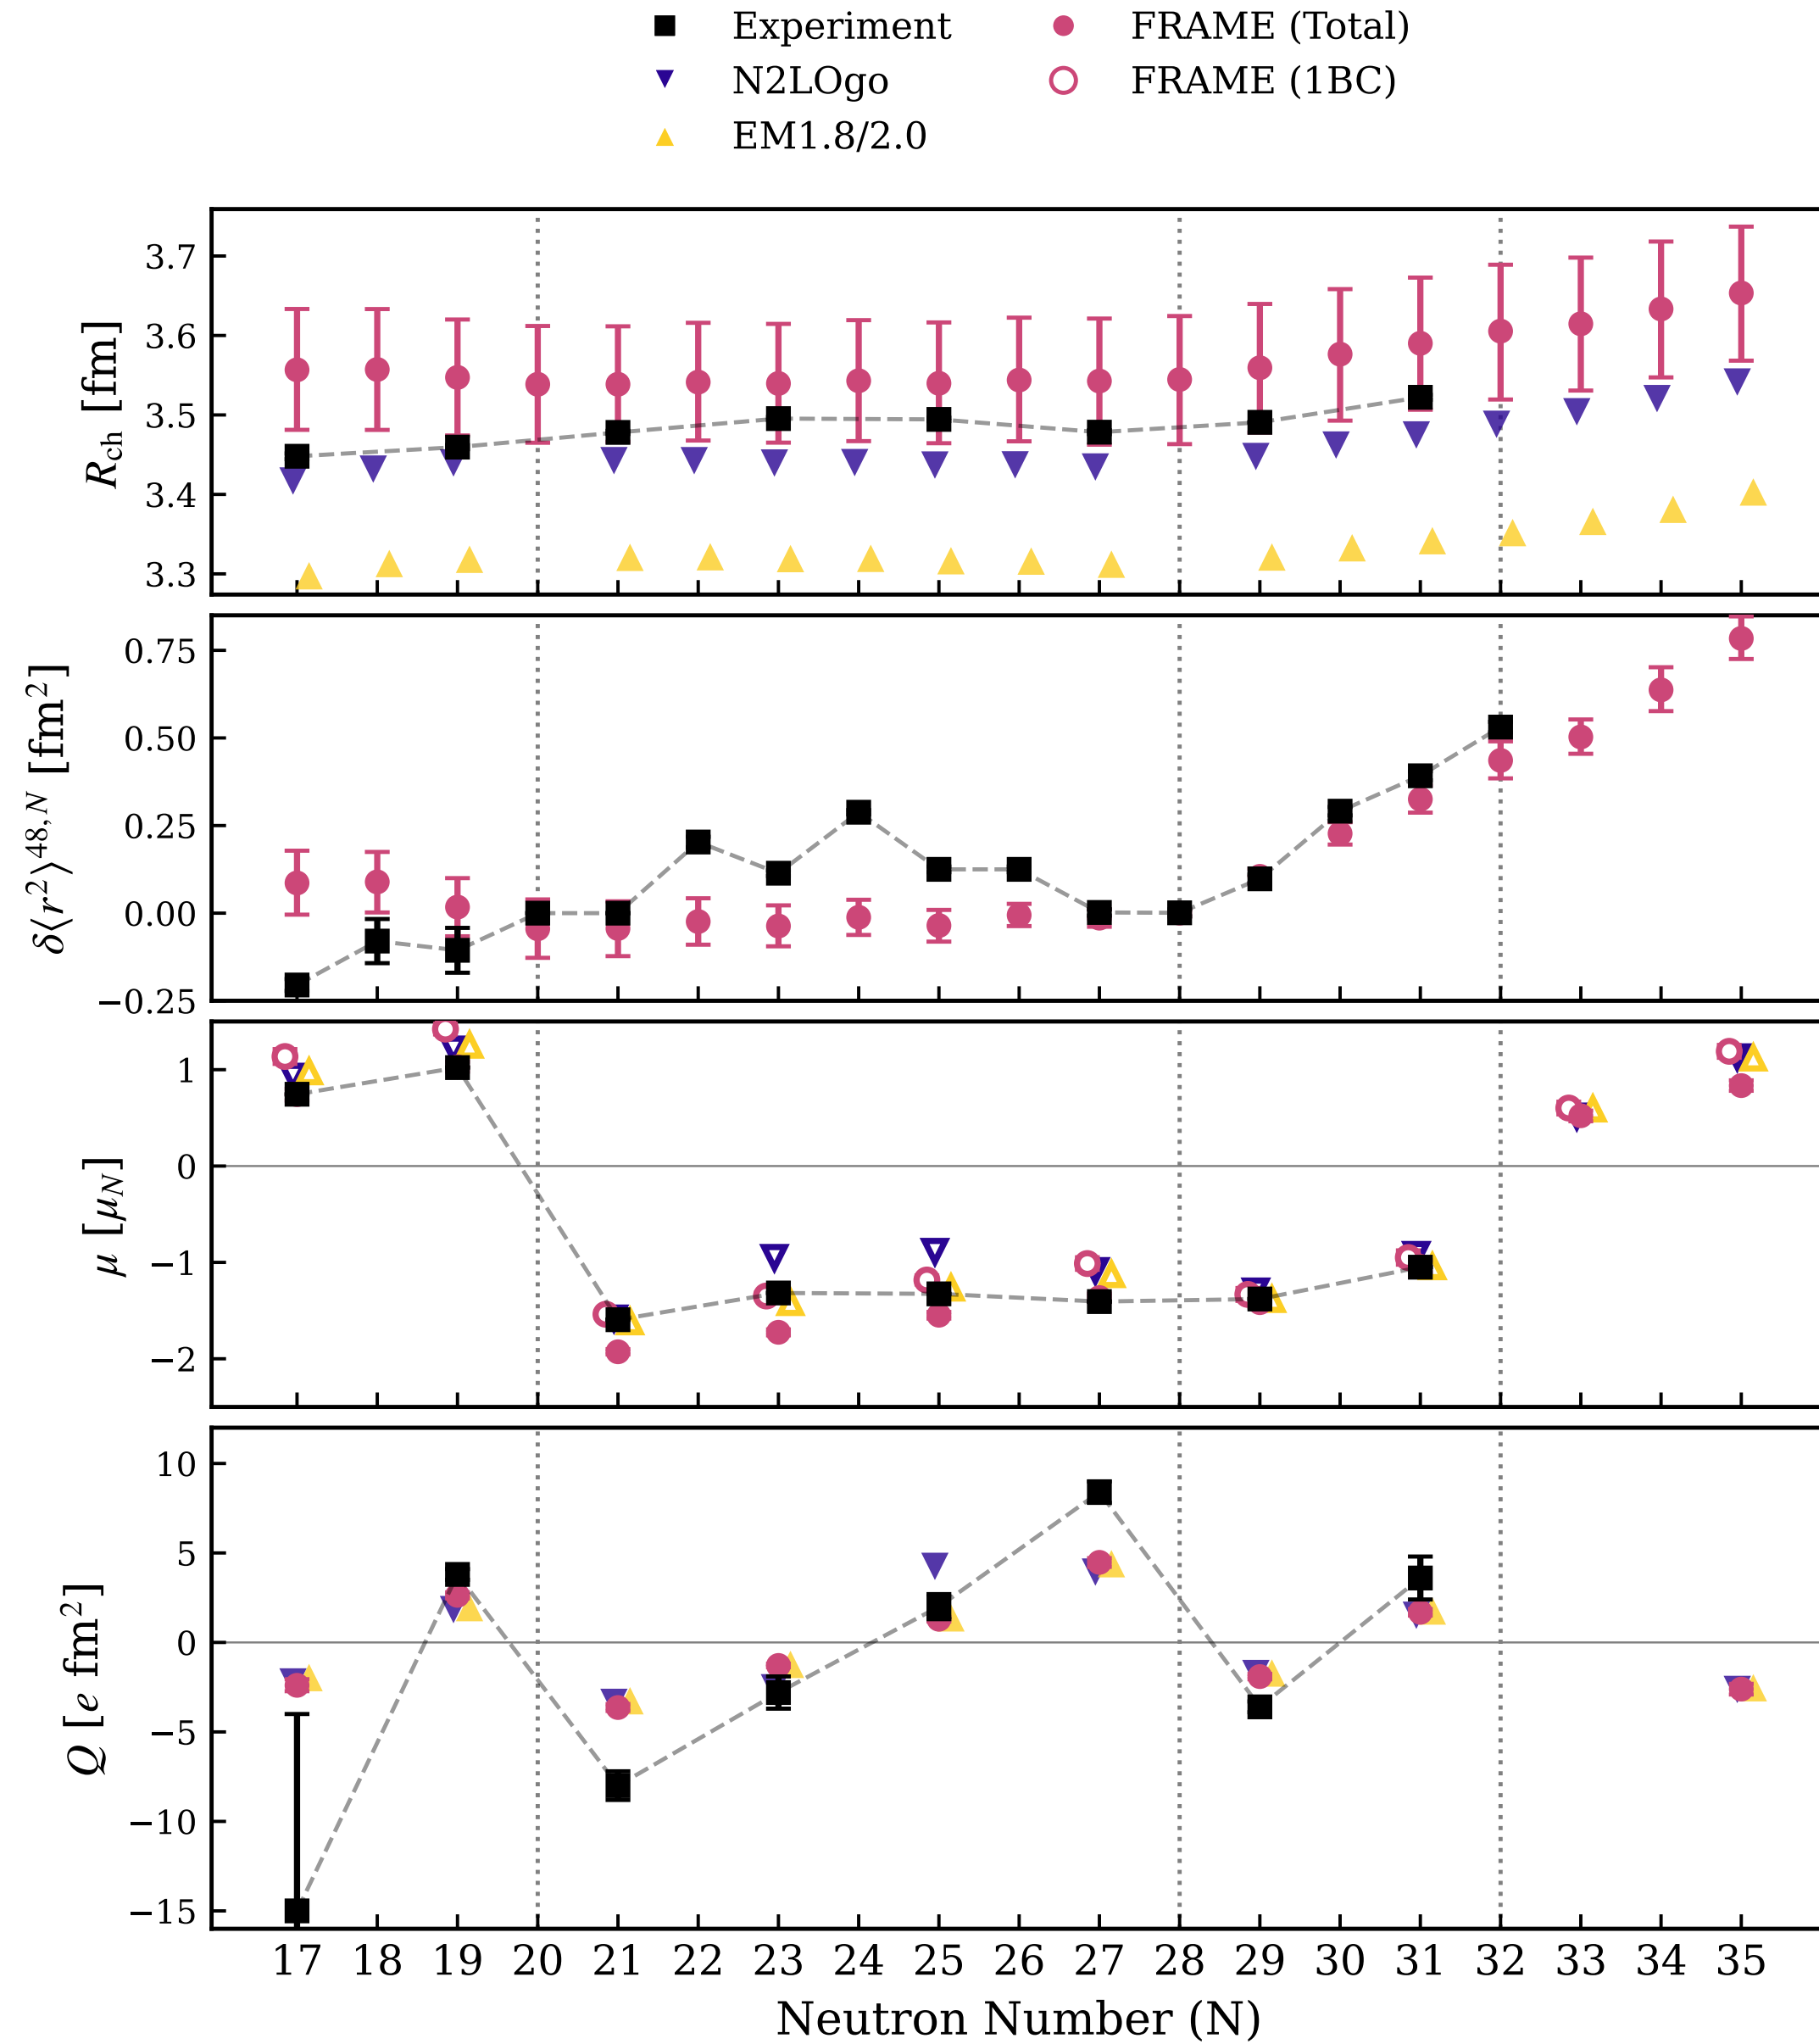 Experiment
N2LOgo
EM1.8/2.0
FRAME (Total)
FRAME (1BC)
R_ch [fm]
3.7
3.6
3.5
3.4
3.3
δ⟨r²⟩⁴⁸,ᴺ [fm²]
0.75
0.50
0.25
0.00
−0.25
μ [μ_N]
1
0
−1
−2
Q [e fm²]
10
5
0
−5
−10
−15
17 18 19 20 21 22 23 24 25 26 27 28 29 30 31 32 33 34 35
Neutron Number (N)